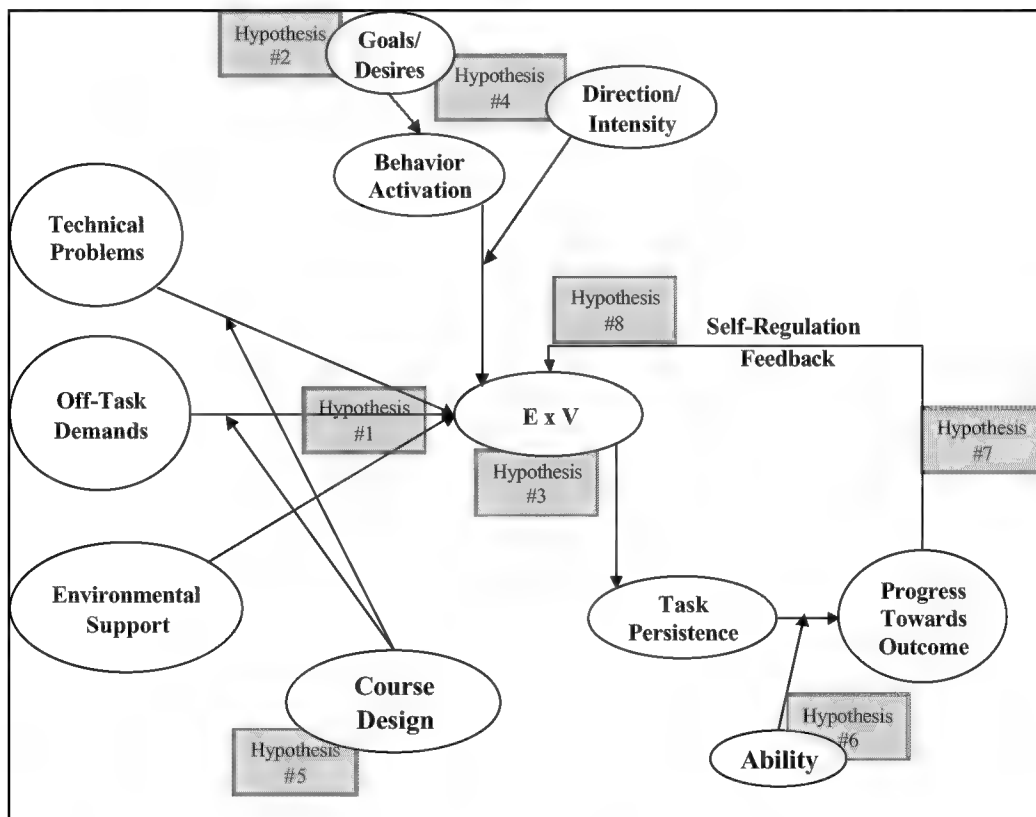 Hypothesis
#2
Goals/
Desires
Hypothesis
#4
Direction/
Intensity
Behavior
Activation
Technical
Problems
Hypothesis
#8
Self-Regulation
Feedback
Off-Task
Demands
Hypothesis
#1
E x V
Hypothesis
#7
Hypothesis
#3
Environmental
Support
Task
Persistence
Progress
Towards
Outcome
Course
Design
Hypothesis
#5
Hypothesis
#6
Ability